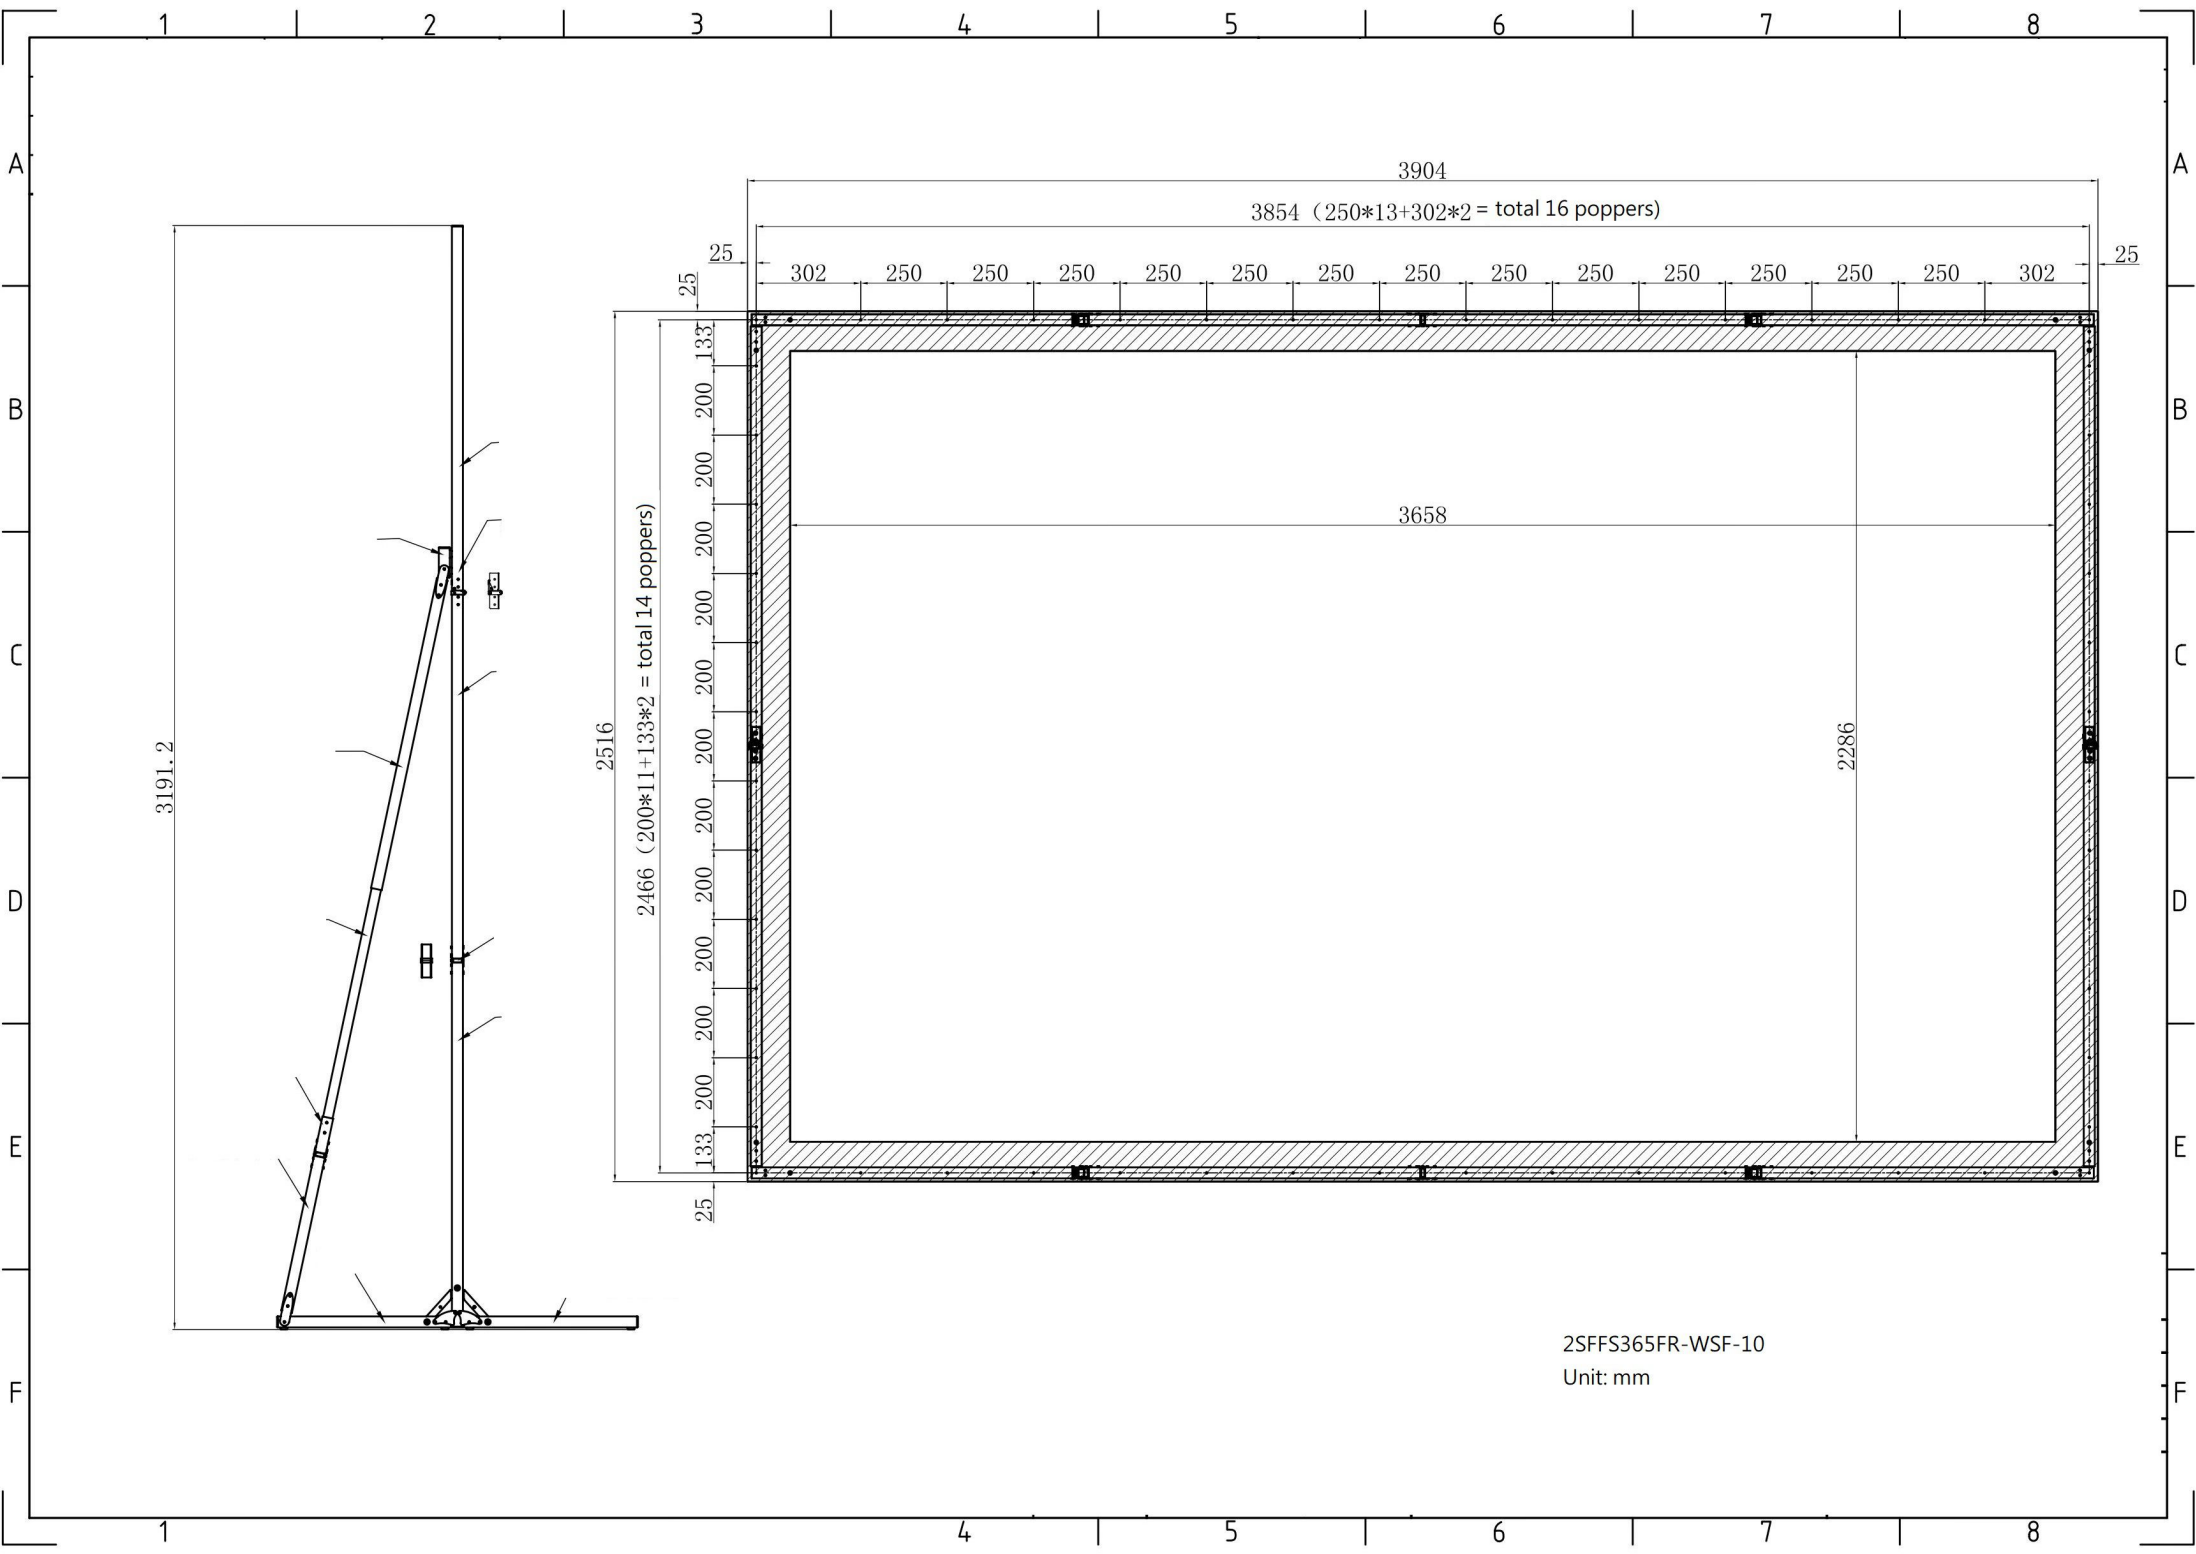 1 2 3 4 5 6 7 8
A A
3904
3854 (250*13+302*2 = total 16 poppers)
25 25
302 250 250 250 250 250 250 250 250 250 250 250 250 250 302
25
133
200
200
200
200
200
200
200
200
200
200
200
133
25
B B
3658
C C
3191.2
2516
2466 (200*11+133*2 = total 14 poppers)
2286
D D
E E
2SFFS365FR-WSF-10
Unit: mm
F F
1 4 5 6 7 8